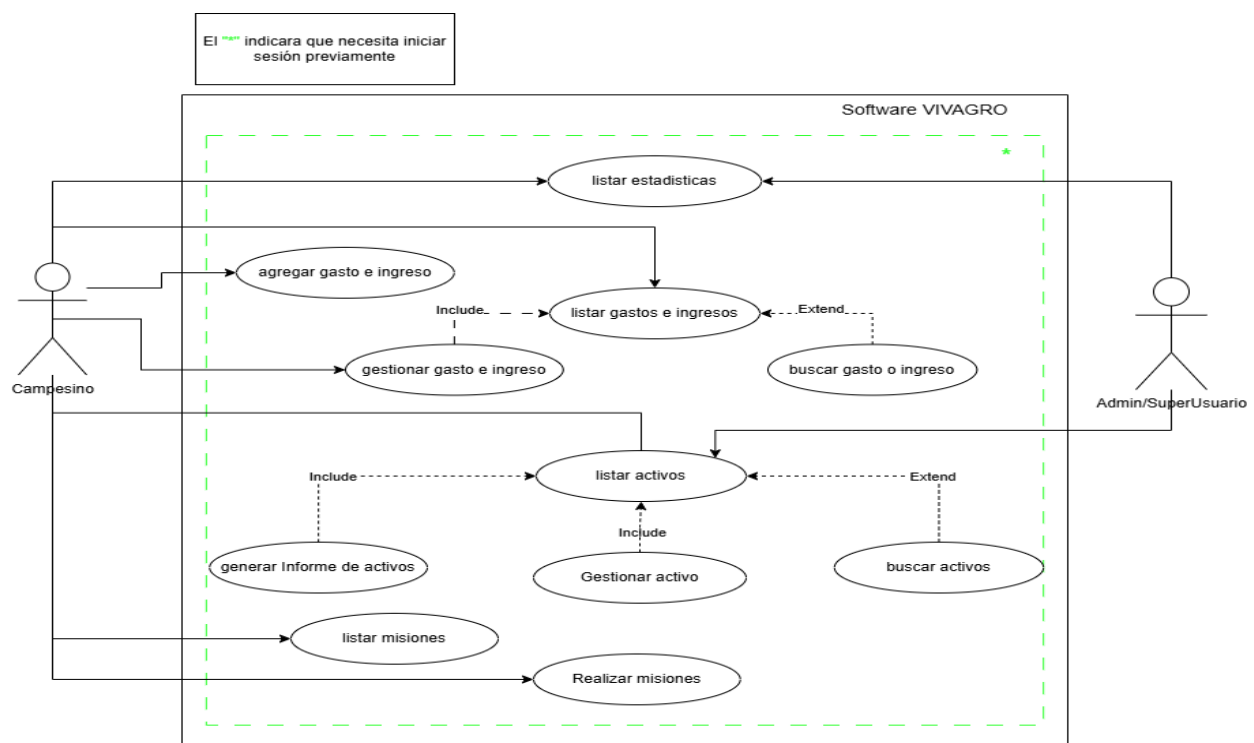 El "*" indicara que necesita iniciar
sesión previamente
Software VIVAGRO
*
listar estadisticas
agregar gasto e ingreso
Include
listar gastos e ingresos
Extend
gestionar gasto e ingreso
buscar gasto o ingreso
Campesino
Admin/SuperUsuario
Include
listar activos
Extend
Include
generar Informe de activos
Gestionar activo
buscar activos
listar misiones
Realizar misiones